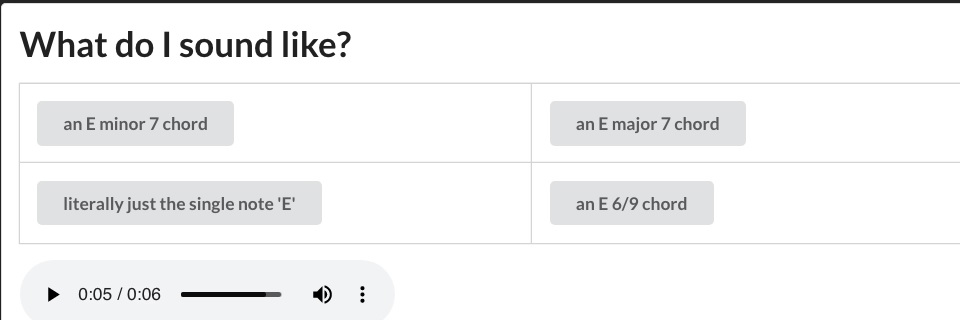 What do I sound like?
an E minor 7 chord
an E major 7 chord
literally just the single note 'E'
an E 6/9 chord
0:05 / 0:06